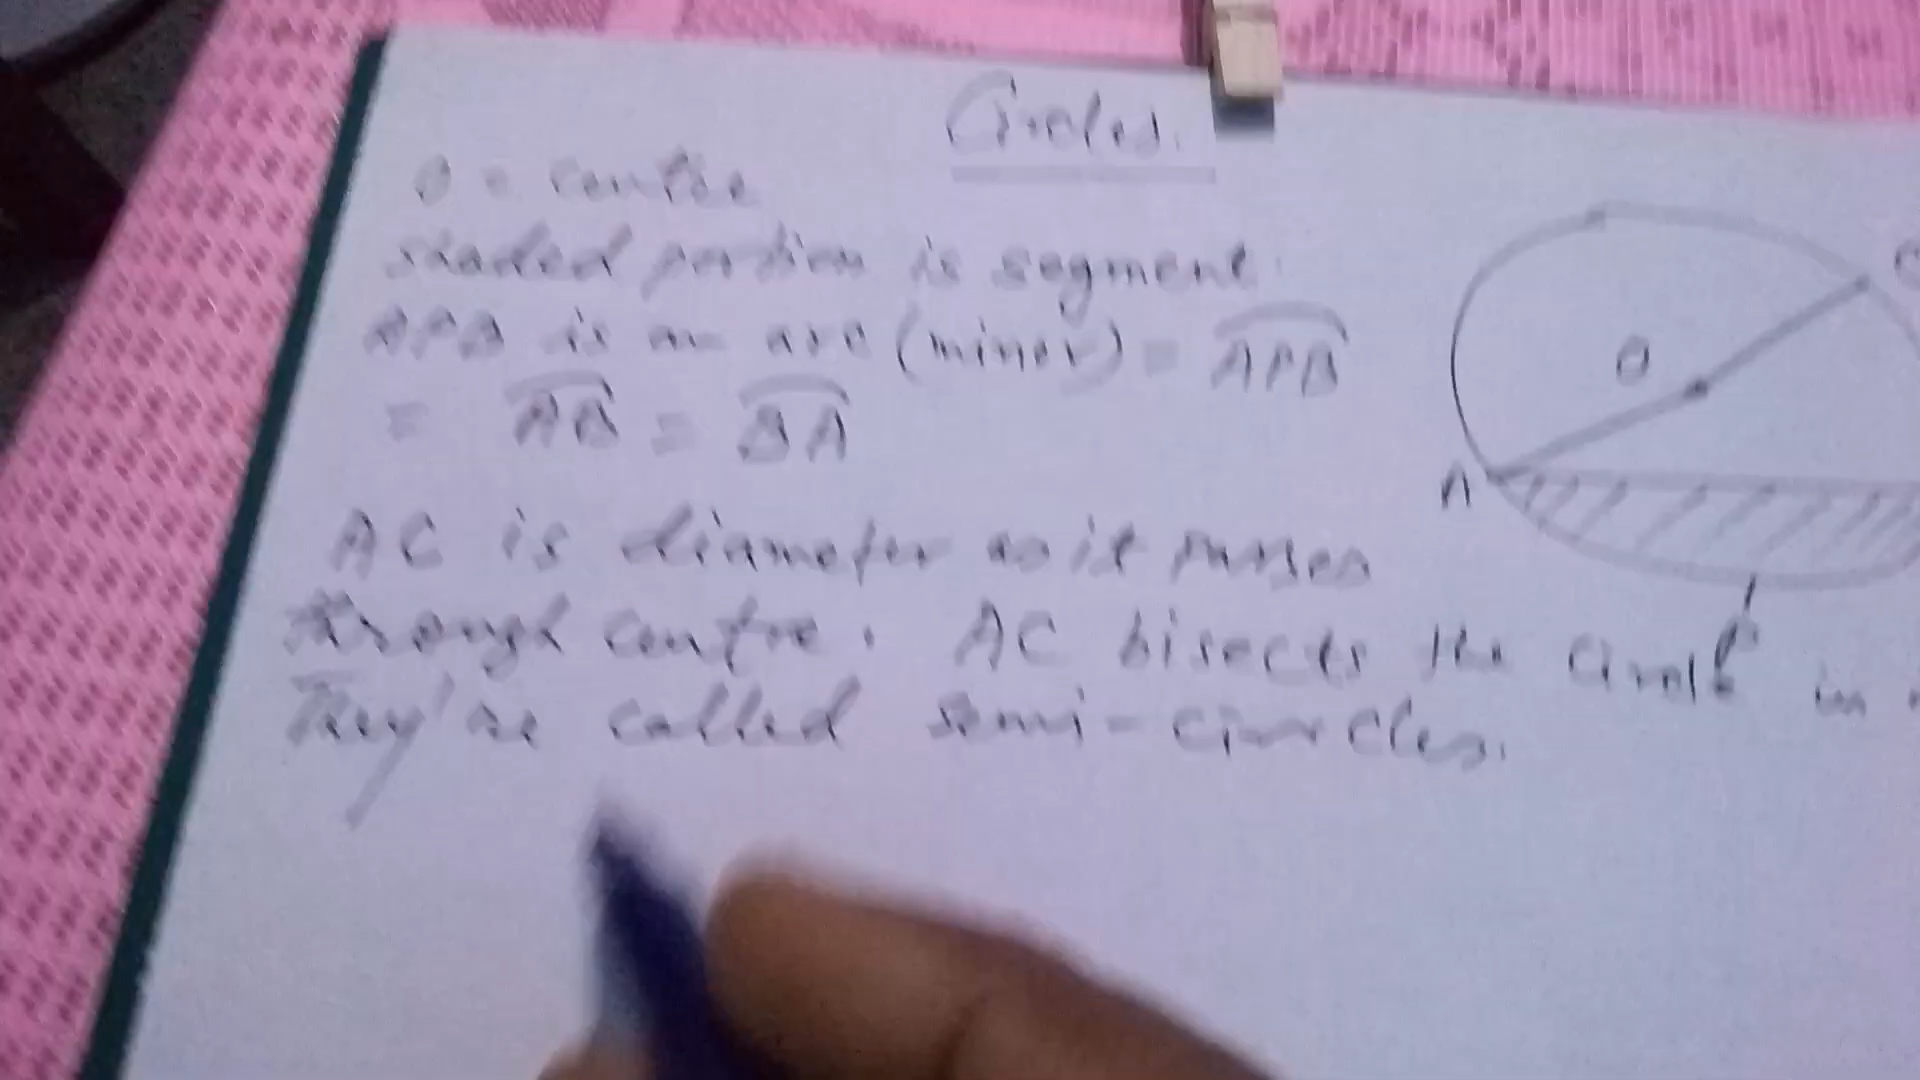 Circles.
O = centre
shaded portion is segment.
APB is an arc (minor) = APB
= AB = BA
AC is diameter as it passes
through centre. AC bisects the circle in
They're called semi-circles.
C
O
A
P